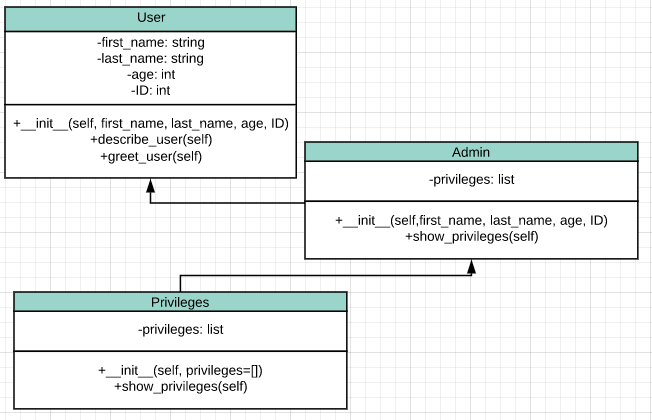 User
-first_name: string
-last_name: string
-age: int
-ID: int
+__init__(self, first_name, last_name, age, ID)
+describe_user(self)
+greet_user(self)
Admin
-privileges: list
+__init__(self,first_name, last_name, age, ID)
+show_privileges(self)
Privileges
-privileges: list
+__init__(self, privileges=[])
+show_privileges(self)